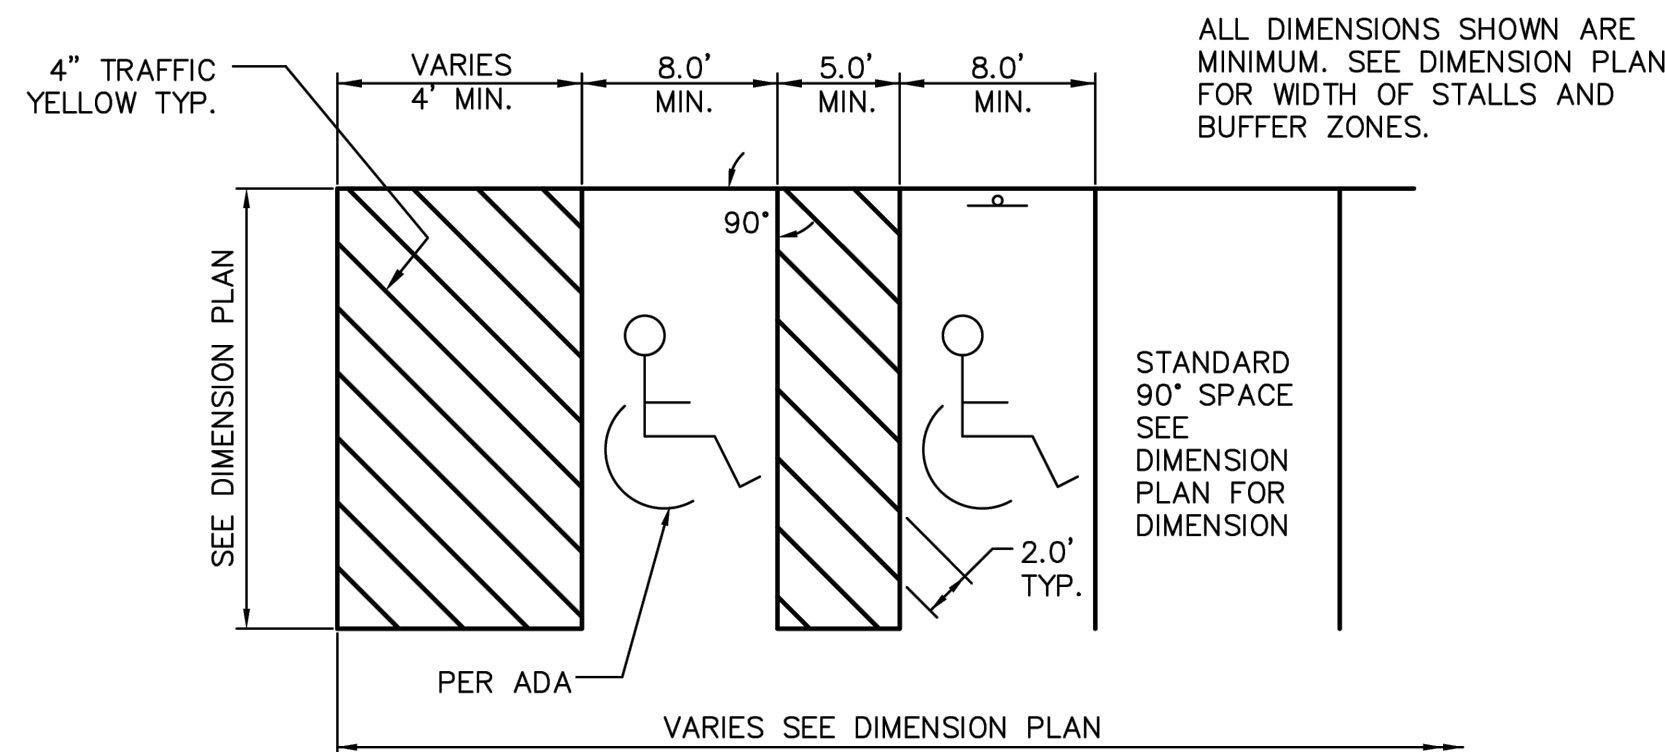 ALL DIMENSIONS SHOWN ARE
MINIMUM. SEE DIMENSION PLAN
FOR WIDTH OF STALLS AND
BUFFER ZONES.
4" TRAFFIC
YELLOW TYP.
VARIES
4' MIN.
8.0'
MIN.
5.0'
MIN.
8.0'
MIN.
90°
SEE DIMENSION PLAN
STANDARD
90° SPACE
SEE
DIMENSION
PLAN FOR
DIMENSION
2.0'
TYP.
PER ADA
VARIES SEE DIMENSION PLAN